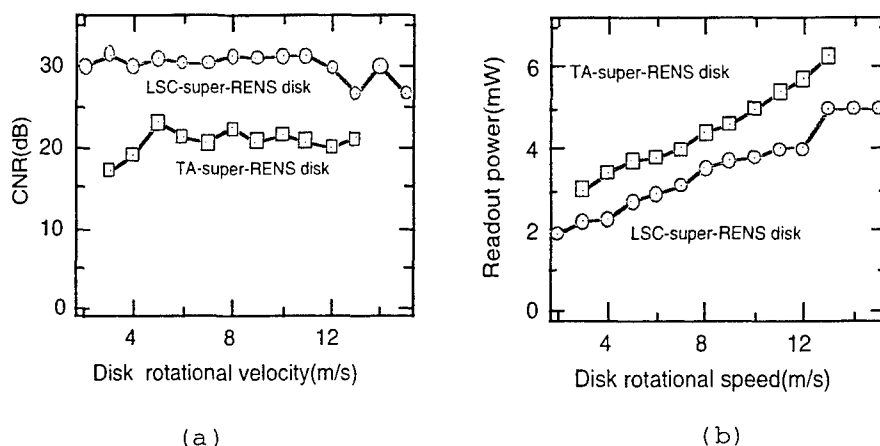 CNR(dB)
30
20
30
0
LSC-super-RENS disk
TA-super-RENS disk
4 8 12
Disk rotational velocity(m/s)
(a)
Readout power(mW)
6
4
2
0
TA-super-RENS disk
LSC-super-RENS disk
4 8 12
Disk rotational speed(m/s)
(b)